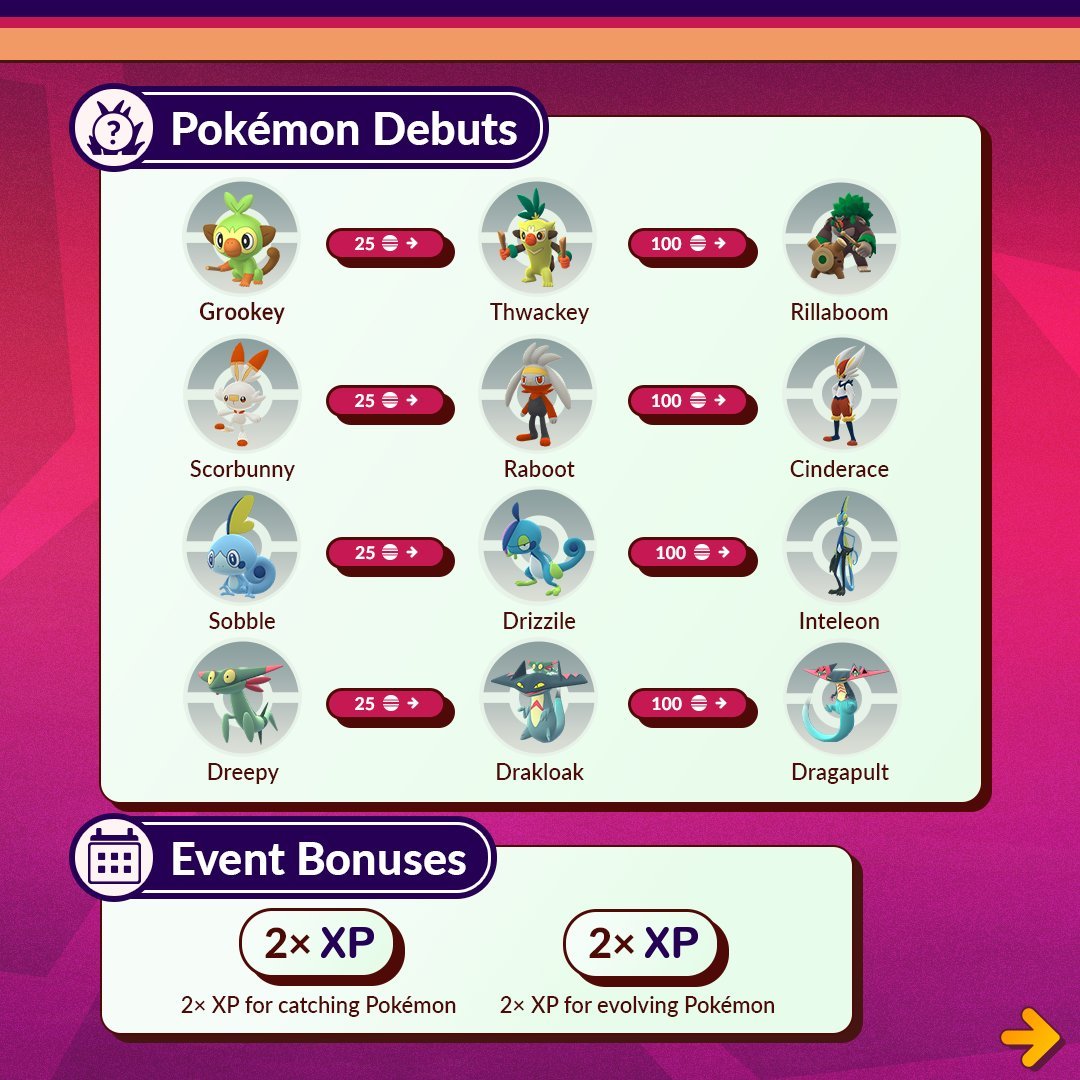 ?
Pokémon Debuts
25
100
Grookey
Thwackey
Rillaboom
25
100
Scorbunny
Raboot
Cinderace
25
100
Sobble
Drizzile
Inteleon
25
100
Dreepy
Drakloak
Dragapult
Event Bonuses
2× XP
2× XP
2× XP for catching Pokémon
2× XP for evolving Pokémon